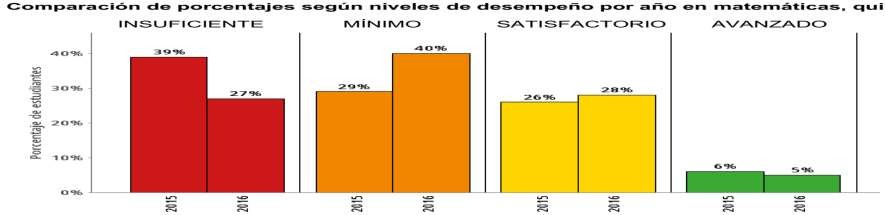 Comparación de porcentajes según niveles de desempeño por año en matemáticas, qui
INSUFICIENTE MÍNIMO SATISFACTORIO AVANZADO
Porcentaje de estudiantes
40%
30%
20%
10%
0%
39% 27% 29% 40% 26% 28% 6% 5%
2015 2016 2015 2016 2015 2016 2015 2016